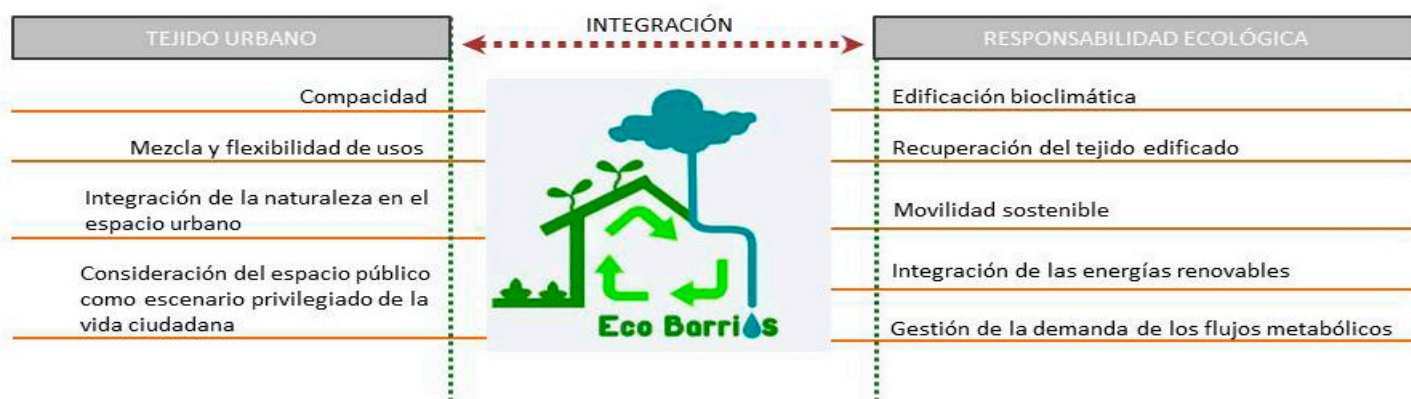 INTEGRACIÓN
TEJIDO URBANO
Compacidad
Mezcla y flexibilidad de usos
Integración de la naturaleza en el
espacio urbano
Consideración del espacio público
como escenario privilegiado de la
vida ciudadana
Eco Barrios
RESPONSABILIDAD ECOLÓGICA
Edificación bioclimática
Recuperación del tejido edificado
Movilidad sostenible
Integración de las energías renovables
Gestión de la demanda de los flujos metabólicos